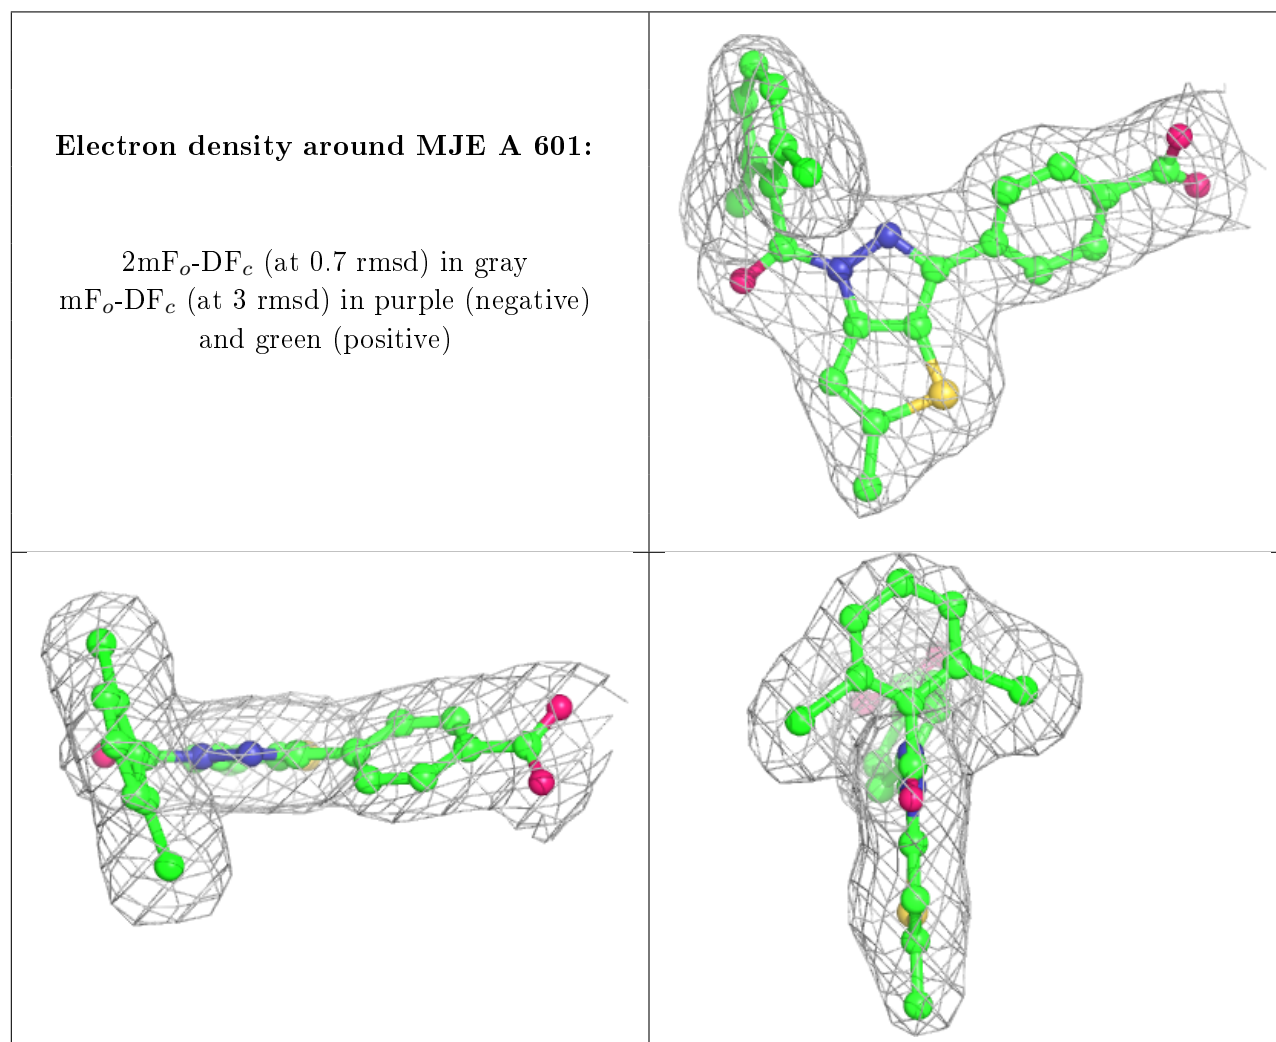 Electron density around MJE A 601:
2mFₒ-DF𝒸 (at 0.7 rmsd) in gray
mFₒ-DF𝒸 (at 3 rmsd) in purple (negative)
and green (positive)